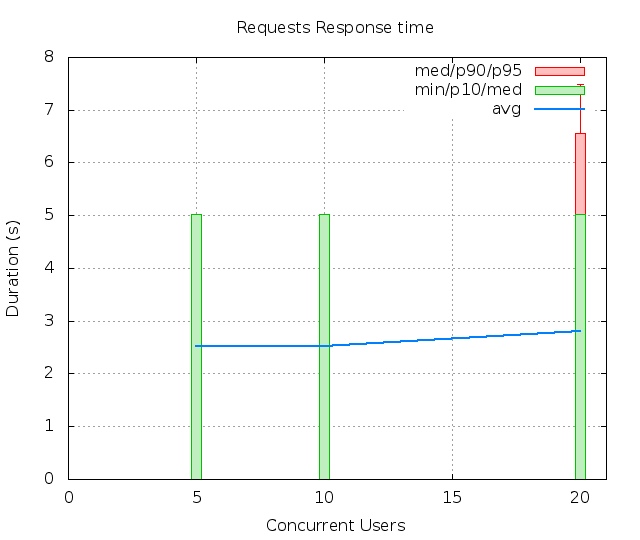 Requests Response time
8
7
6
5
4
3
2
1
0
Duration (s)
med/p90/p95
min/p10/med
avg
0 5 10 15 20
Concurrent Users